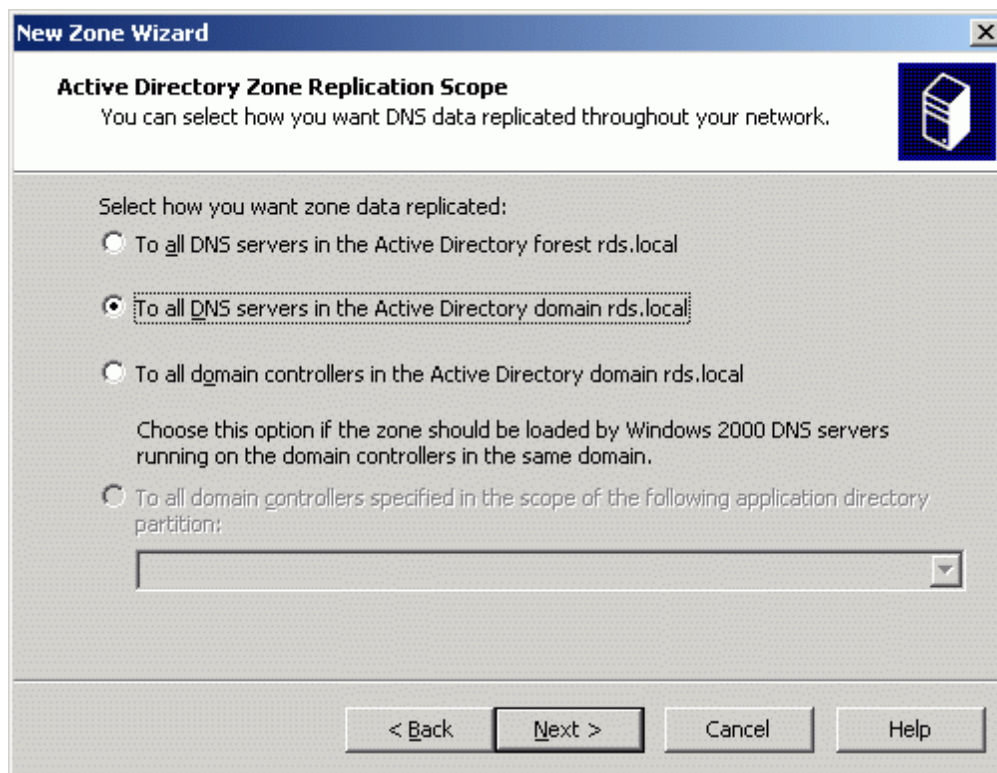 New Zone Wizard
Active Directory Zone Replication Scope
You can select how you want DNS data replicated throughout your network.
Select how you want zone data replicated:
To all DNS servers in the Active Directory forest rds.local
To all DNS servers in the Active Directory domain rds.local
To all domain controllers in the Active Directory domain rds.local
Choose this option if the zone should be loaded by Windows 2000 DNS servers
running on the domain controllers in the same domain.
To all domain controllers specified in the scope of the following application directory
partition:
< Back
Next >
Cancel
Help